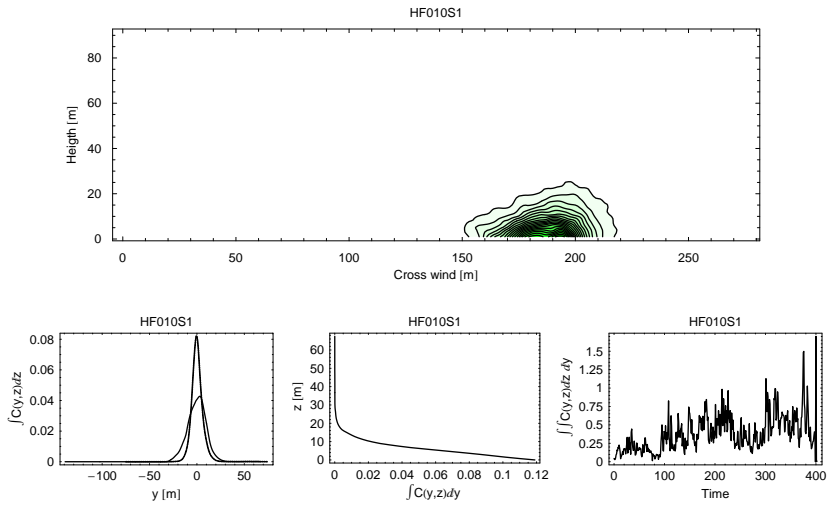 HF010S1
80
60
40
20
0
Heigth [m]
0 50 100 150 200 250
Cross wind [m]
HF010S1
0.08
0.06
0.04
0.02
0
∫C(y,z)dz
−100 −50 0 50
y [m]
HF010S1
60
50
40
30
20
10
0
z [m]
0 0.02 0.04 0.06 0.08 0.1 0.12
∫C(y,z)dy
HF010S1
1.5
1.25
1
0.75
0.5
0.25
0
∫∫C(y,z)dz dy
0 100 200 300 400
Time